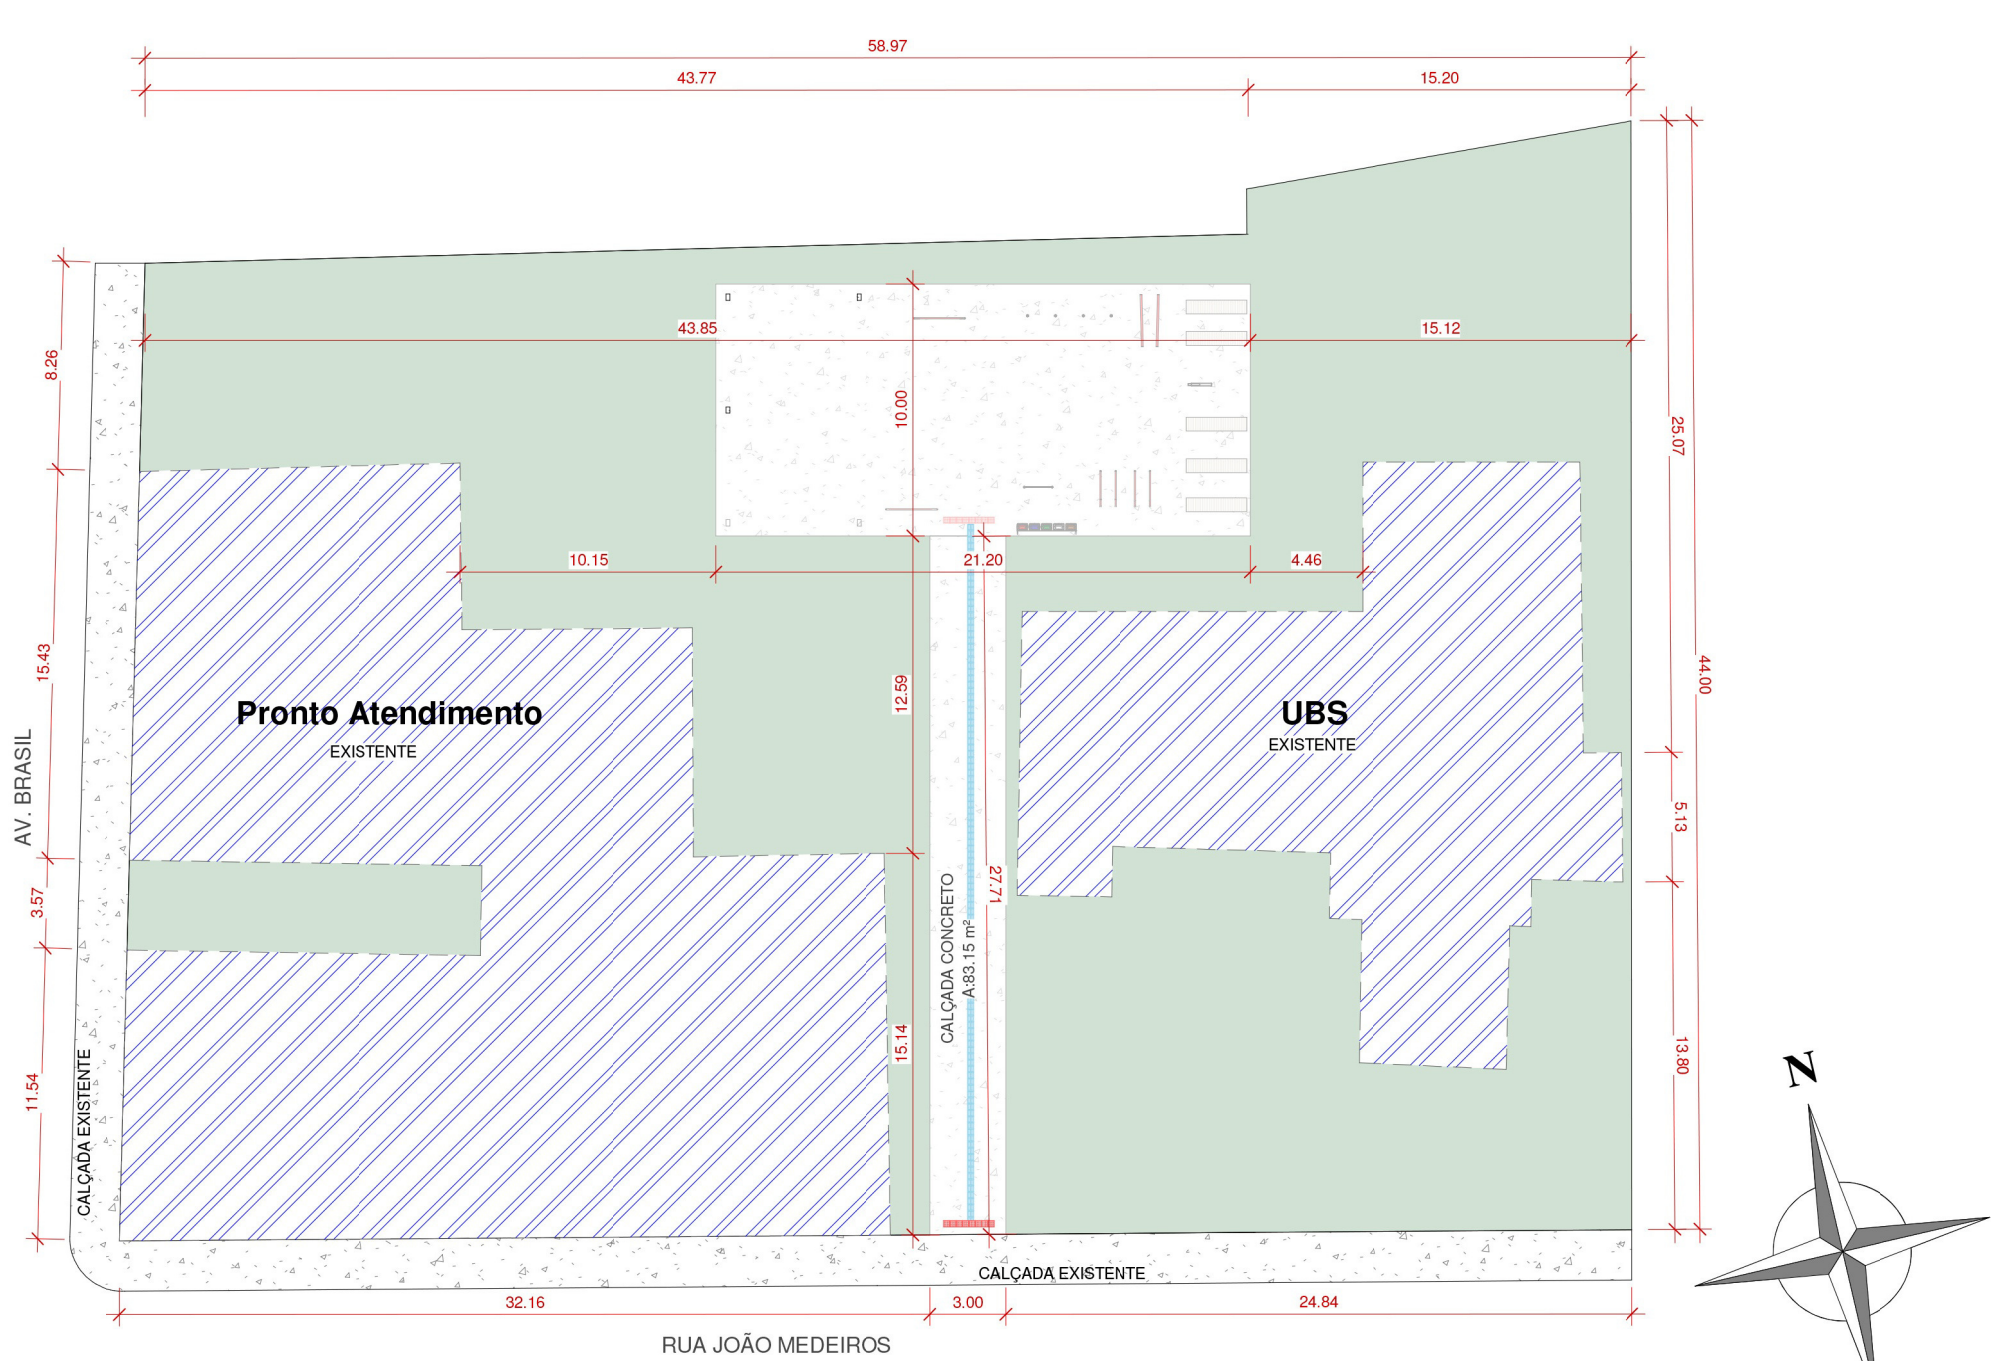 58.97
43.77
15.20
43.85
15.12
8.26
10.00
25.07
10.15
21.20
4.46
15.43
12.59
44.00
Pronto Atendimento
EXISTENTE
UBS
EXISTENTE
AV. BRASIL
5.13
3.57
27.71
CALÇADA CONCRETO
A:83.15 m²
15.14
13.80
11.54
CALÇADA EXISTENTE
N
CALÇADA EXISTENTE
32.16
3.00
24.84
RUA JOÃO MEDEIROS